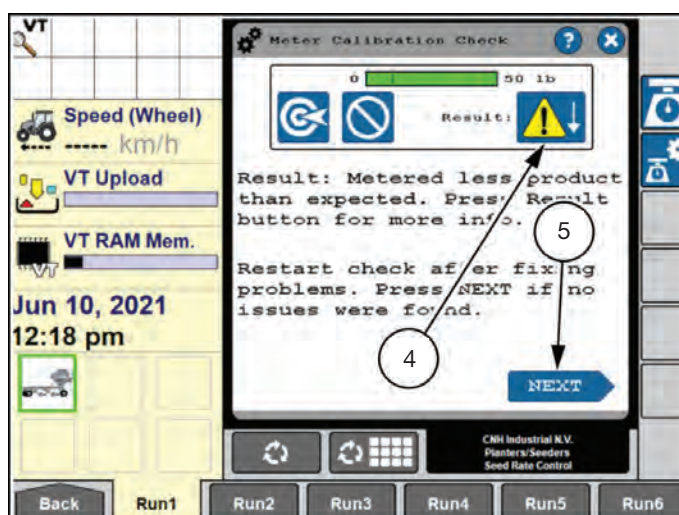 VT
Speed (Wheel)
----- km/h
VT Upload
VT RAM Mem.
VT
Jun 10, 2021
12:18 pm
Meter Calibration Check
?
0 50 lb
Result:
Result: Metered less product
than expected. Press Result
button for more info.
Restart check after fixing
problems. Press NEXT if no
issues were found.
4
5
NEXT
CNH Industrial N.V.
Planters/Seeders
Seed Rate Control
Back Run1 Run2 Run3 Run4 Run5 Run6